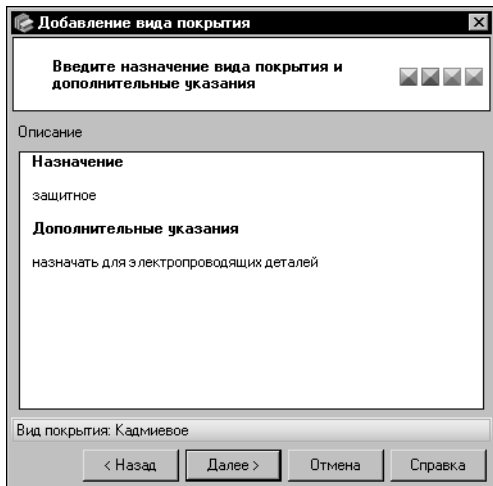 Добавление вида покрытия
Введите назначение вида покрытия и
дополнительные указания
Описание
Назначение
защитное
Дополнительные указания
назначать для электропроводящих деталей
Вид покрытия: Кадмиевое
< Назад
Далее >
Отмена
Справка